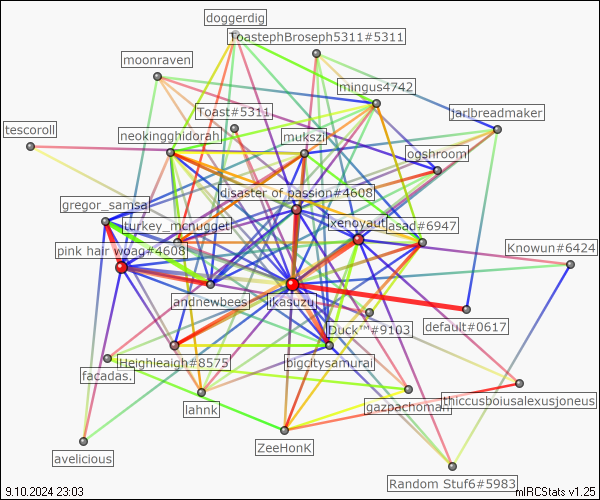 doggerdig
ToastephBroseph5311#5311
moonraven
mingus4742
Toast#5311
jarlbreadmaker
tescoroll
neokingghidorah
mukszi
ogshroom
disaster of passion#4608
gregor_samsa
turkey_mcnugget
xenoyaut
asad#6947
pink hair woag#4608
Knowun#6424
andnewbees
ikasuzu
default#0617
Duck™#9103
Heighleaigh#8575
bigcitysamurai
facadas.
thiccusboiusalexusjoneus
lahnk
gazpachoman
ZeeHonK
avelicious
Random Stuf6#5983
9.10.2024 23:03
mIRCStats v1.25